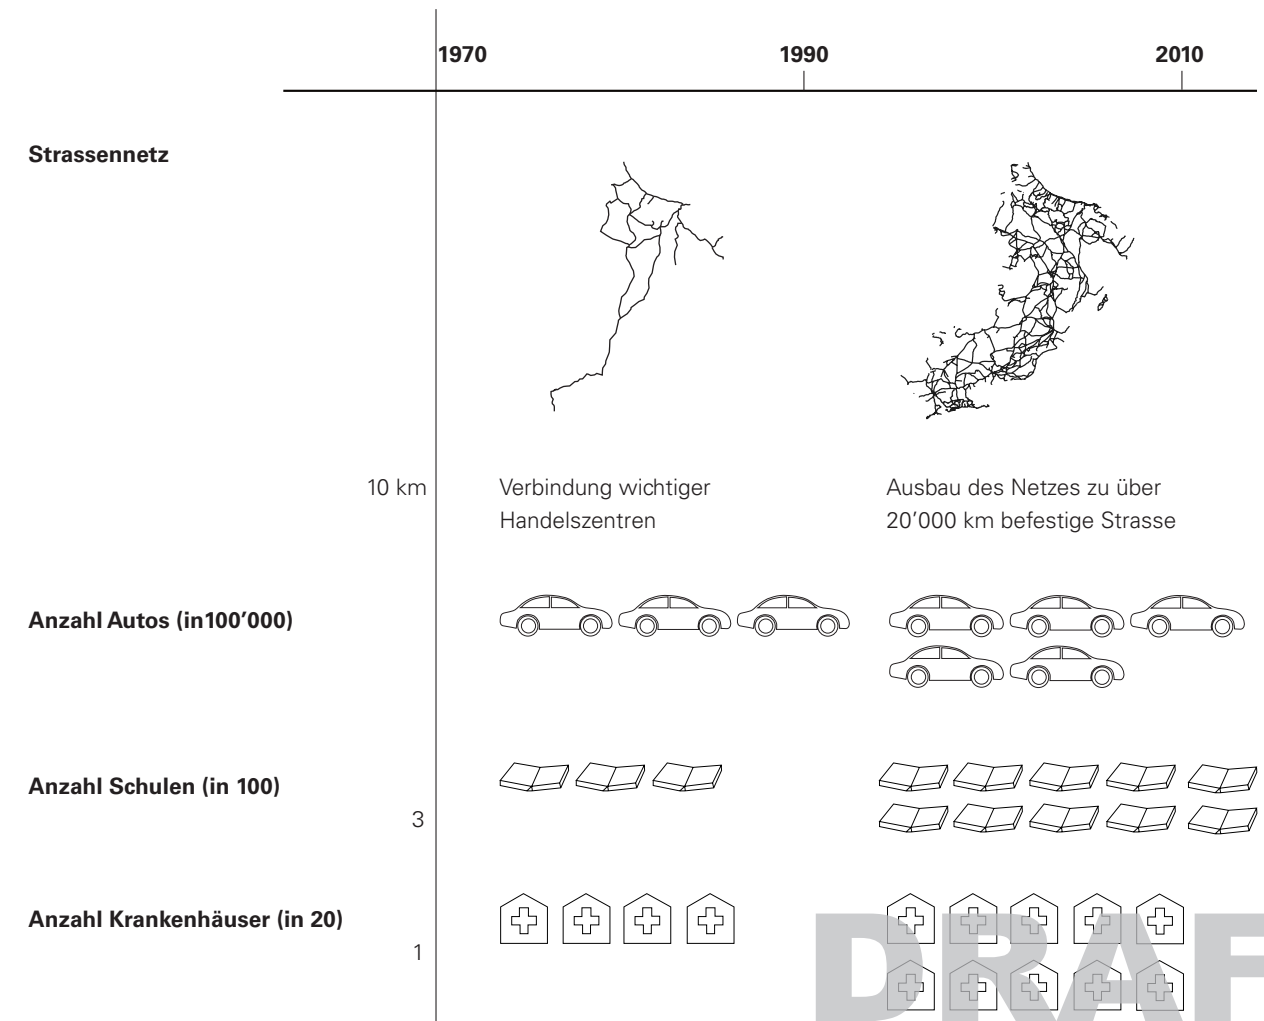 1970 1990 2010
Strassennetz
10 km Verbindung wichtiger Ausbau des Netzes zu über
Handelszentren 20’000 km befestige Strasse
Anzahl Autos (in100’000)
Anzahl Schulen (in 100)
3
Anzahl Krankenhäuser (in 20)
1
DRAF